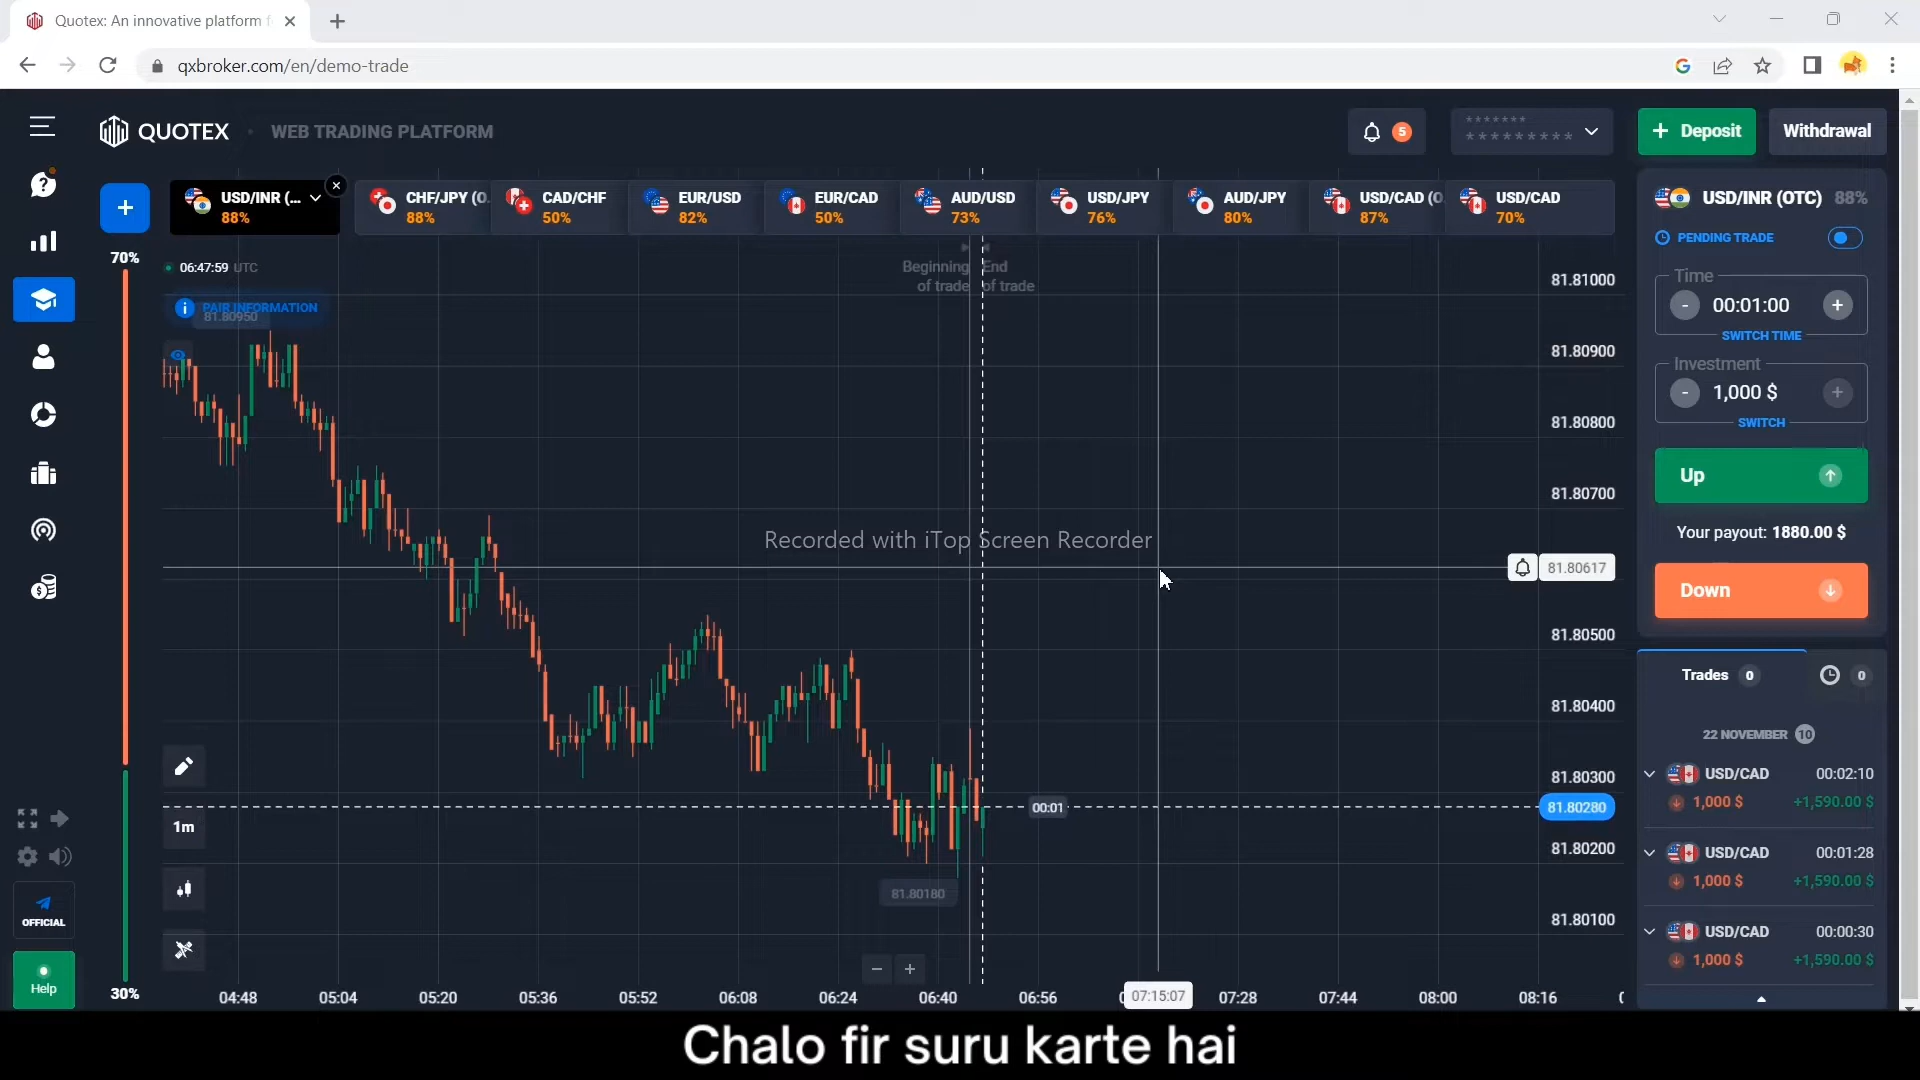 Quotex: An innovative platform f
qxbroker.com/en/demo-trade
QUOTEX
WEB TRADING PLATFORM
5
*******
*********
+ Deposit
Withdrawal
USD/INR (...
88%
CHF/JPY (O
88%
CAD/CHF
50%
EUR/USD
82%
EUR/CAD
50%
AUD/USD
73%
USD/JPY
76%
AUD/JPY
80%
USD/CAD (O
87%
USD/CAD
70%
70%
30%
06:47:59 UTC
PAIR INFORMATION
81.80950
Beginning
of trade
End
of trade
81.81000
81.80900
81.80800
81.80700
81.80617
81.80500
81.80400
81.80300
81.80280
81.80200
81.80100
Recorded with iTop Screen Recorder
00:01
81.80180
1m
04:48
05:04
05:20
05:36
05:52
06:08
06:24
06:40
06:56
07:15:07
07:28
07:44
08:00
08:16
OFFICIAL
Help
USD/INR (OTC) 88%
PENDING TRADE
Time
- 00:01:00 +
SWITCH TIME
Investment
- 1,000 $ +
SWITCH
Up
Your payout: 1880.00 $
Down
Trades 0
0
22 NOVEMBER 10
USD/CAD 00:02:10
1,000 $ +1,590.00 $
USD/CAD 00:01:28
1,000 $ +1,590.00 $
USD/CAD 00:00:30
1,000 $ +1,590.00 $
Chalo fir suru karte hai